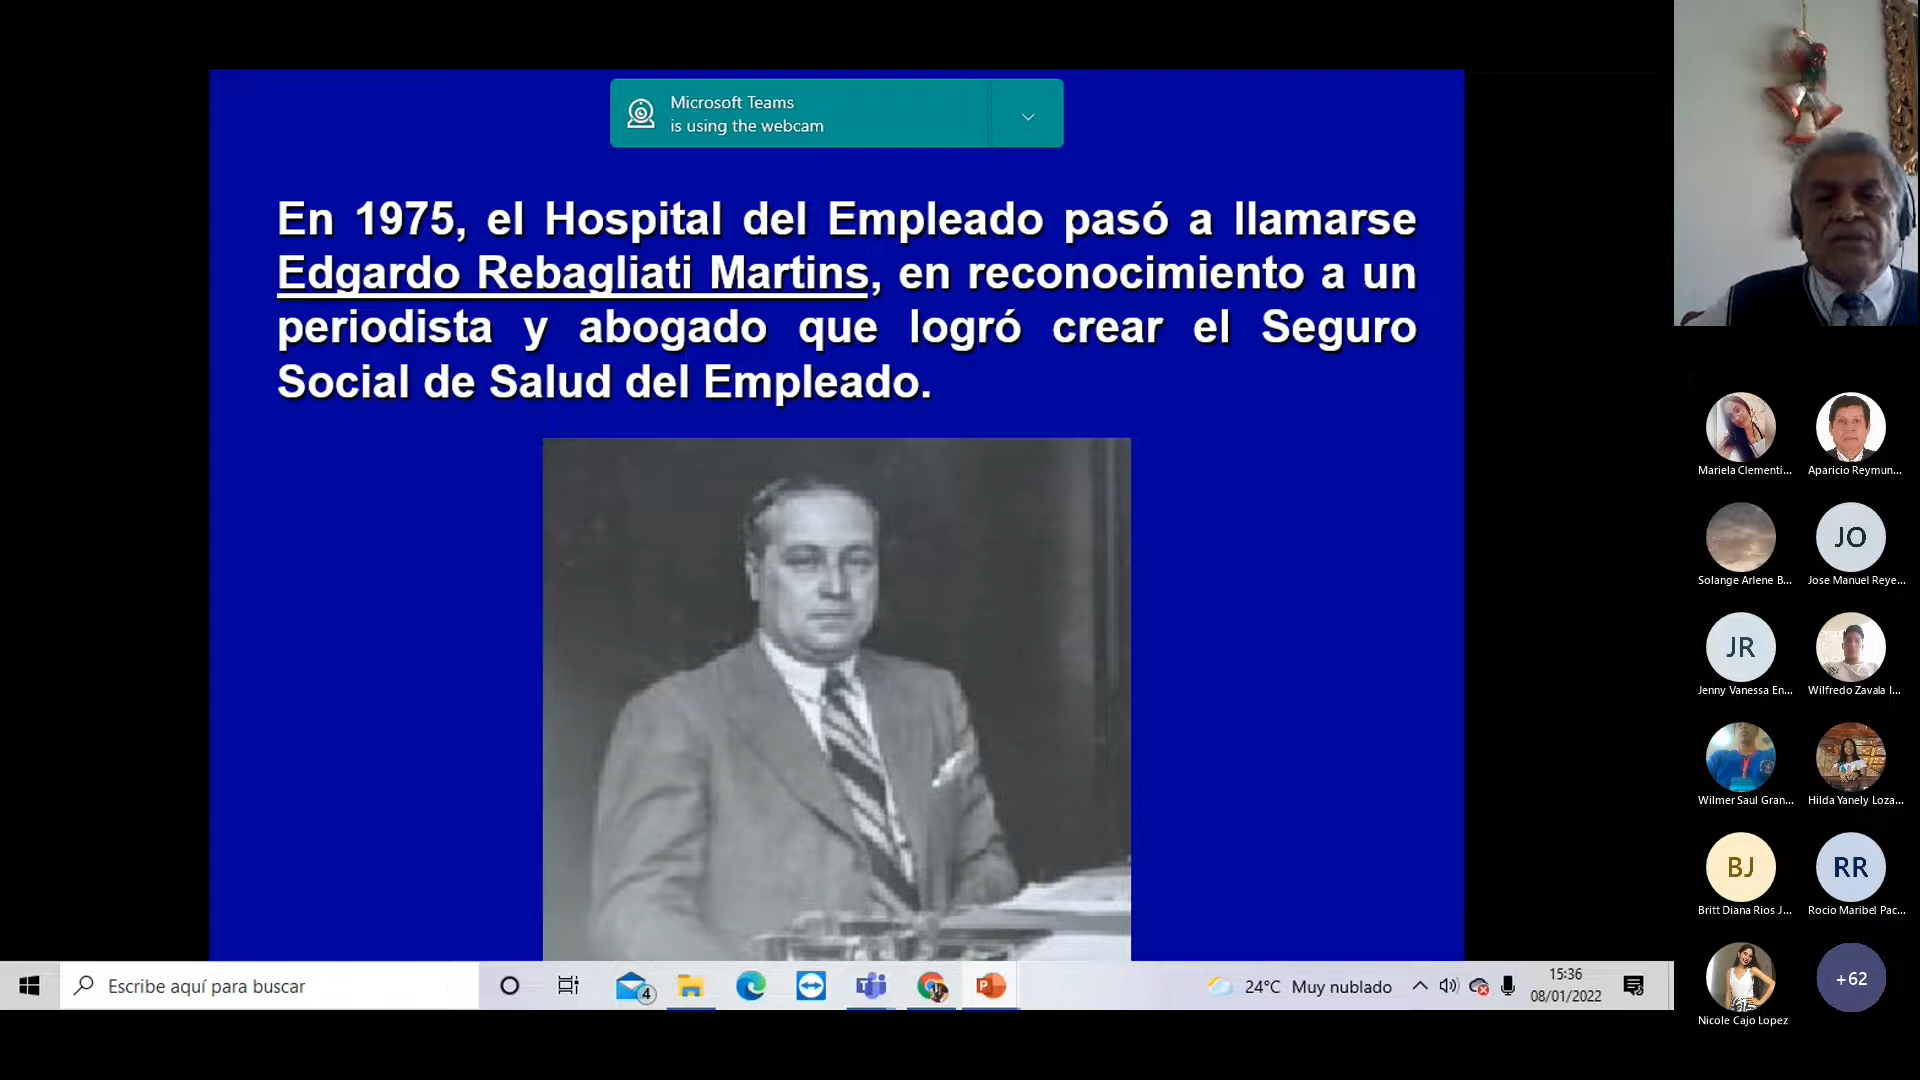 Microsoft Teams
is using the webcam
En 1975, el Hospital del Empleado pasó a llamarse
Edgardo Rebagliati Martins, en reconocimiento a un
periodista y abogado que logró crear el Seguro
Social de Salud del Empleado.
Mariela Clementi...
Aparicio Reymun...
JO
Solange Arlene B...
Jose Manuel Reye...
JR
Jenny Vanessa En...
Wilfredo Zavala I...
Wilmer Saul Gran...
Hilda Yanely Loza...
BJ
RR
Britt Diana Rios J...
Rocio Maribel Pac...
+62
Nicole Cajo Lopez
Escribe aquí para buscar
4
24°C Muy nublado
15:36
08/01/2022